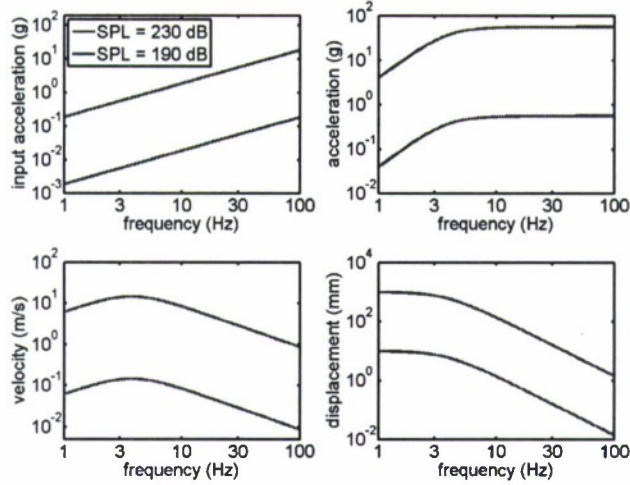 input acceleration (g)
10^2
10^1
10^0
10^-1
10^-2
10^-3
SPL = 230 dB
SPL = 190 dB
1 3 10 30 100
frequency (Hz)
acceleration (g)
10^2
10^0
10^-1
10^-2
1 3 10 30 100
frequency (Hz)
velocity (m/s)
10^2
10^1
10^0
10^-1
10^-2
1 3 10 30 100
frequency (Hz)
displacement (mm)
10^4
10^2
10^0
10^-2
1 3 10 30 100
frequency (Hz)